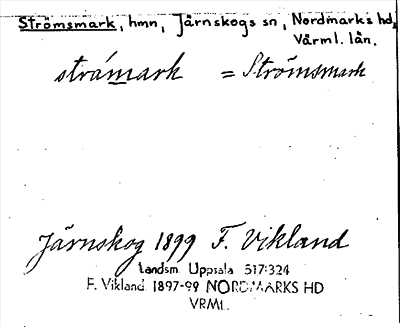 Strömsmark, hmn, Järnskogs sn, Nordmarks hd,
Värml. län.
strámark = Strömsmark
Järnskog 1899 F. Vikland
Landsm. Uppsala 517:324
F. Vikland 1897-99 NORDMARKS HD
VRML.